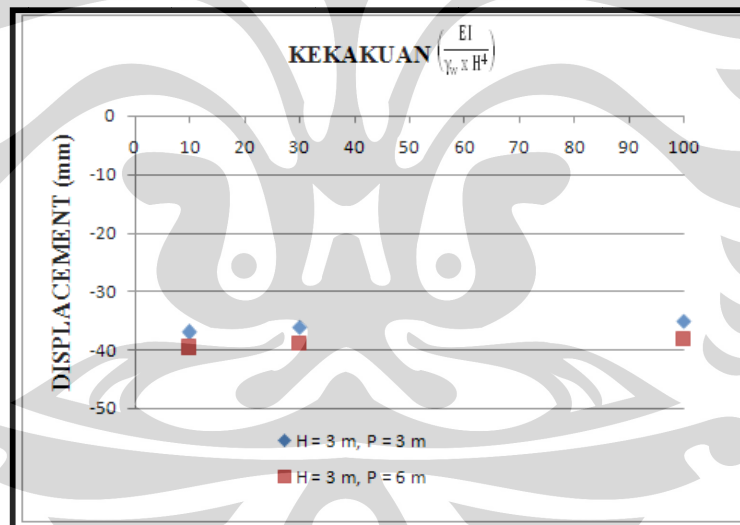 KEKAKUAN (EI / γw x H⁴)
0
0 10 20 30 40 50 60 70 80 90 100
-10
-20
-30
-40
-50
DISPLACEMENT (mm)
H = 3 m, P = 3 m
H = 3 m, P = 6 m